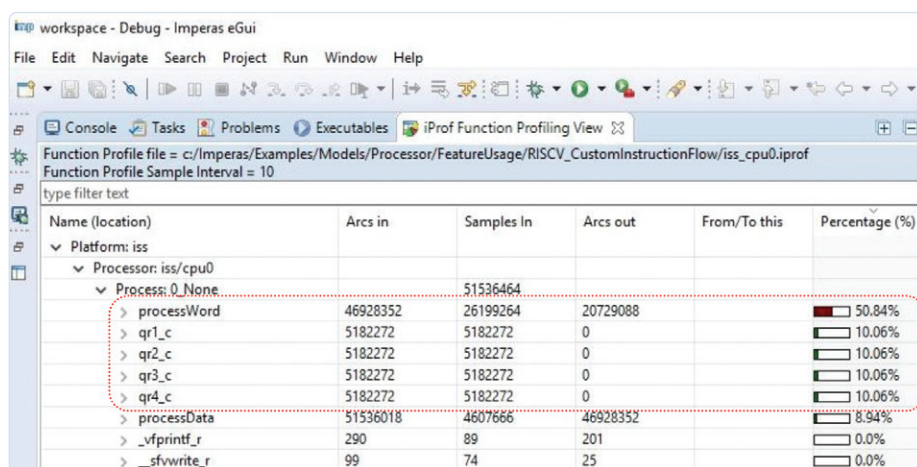 imp workspace - Debug - Imperas eGui
File Edit Navigate Search Project Run Window Help
Console Tasks Problems Executables iProf Function Profiling View
Function Profile file = c:/Imperas/Examples/Models/Processor/FeatureUsage/RISCV_CustomInstructionFlow/iss_cpu0.iprof
Function Profile Sample Interval = 10
type filter text
Name (location) Arcs in Samples In Arcs out From/To this Percentage (%)
Platform: iss
Processor: iss/cpu0
Process: 0_None 51536464
processWord 46928352 26199264 20729088 50.84%
qr1_c 5182272 5182272 0 10.06%
qr2_c 5182272 5182272 0 10.06%
qr3_c 5182272 5182272 0 10.06%
qr4_c 5182272 5182272 0 10.06%
processData 51536018 4607666 46928352 8.94%
_vfprintf_r 290 89 201 0.0%
__sfvwrite_r 99 74 25 0.0%